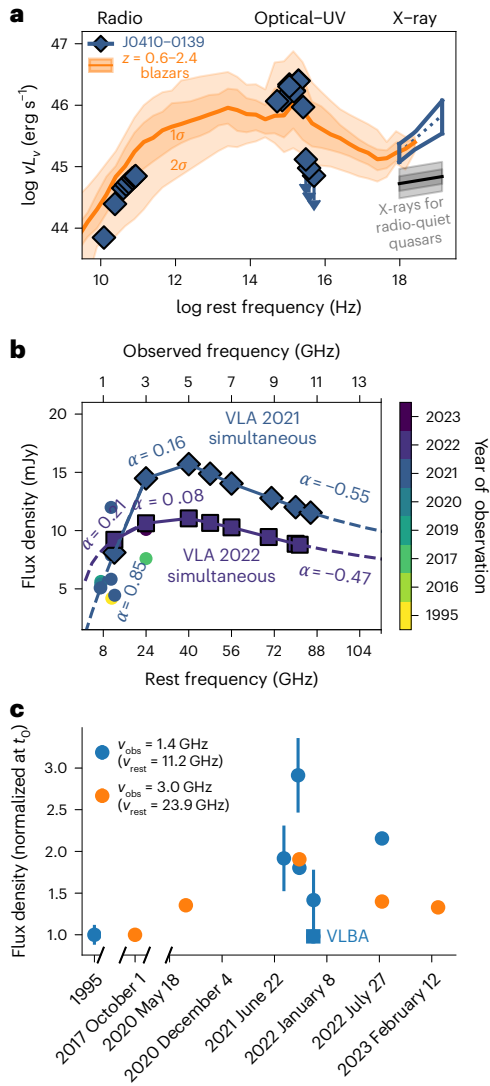 a
Radio
Optical–UV
X-ray
47
46
45
44
log νLν (erg s−1)
J0410–0139
z = 0.6–2.4
blazars
1σ
2σ
X-rays for
radio-quiet
quasars
10
12
14
16
18
log rest frequency (Hz)
b
Observed frequency (GHz)
1
3
5
7
9
11
13
20
15
10
5
Flux density (mJy)
VLA 2021
simultaneous
α = 0.16
α = −0.55
α = 0.21
α = 0.08
VLA 2022
simultaneous
α = 0.85
α = −0.47
8
24
40
56
72
88
104
Rest frequency (GHz)
2023
2022
2021
2020
2019
2017
2016
1995
Year of observation
c
Flux density (normalized at t0)
3.0
2.5
2.0
1.5
1.0
νobs = 1.4 GHz
(νrest = 11.2 GHz)
νobs = 3.0 GHz
(νrest = 23.9 GHz)
VLBA
1995
2017 October 1
2020 May 18
2020 December 4
2021 June 22
2022 January 8
2022 July 27
2023 February 12